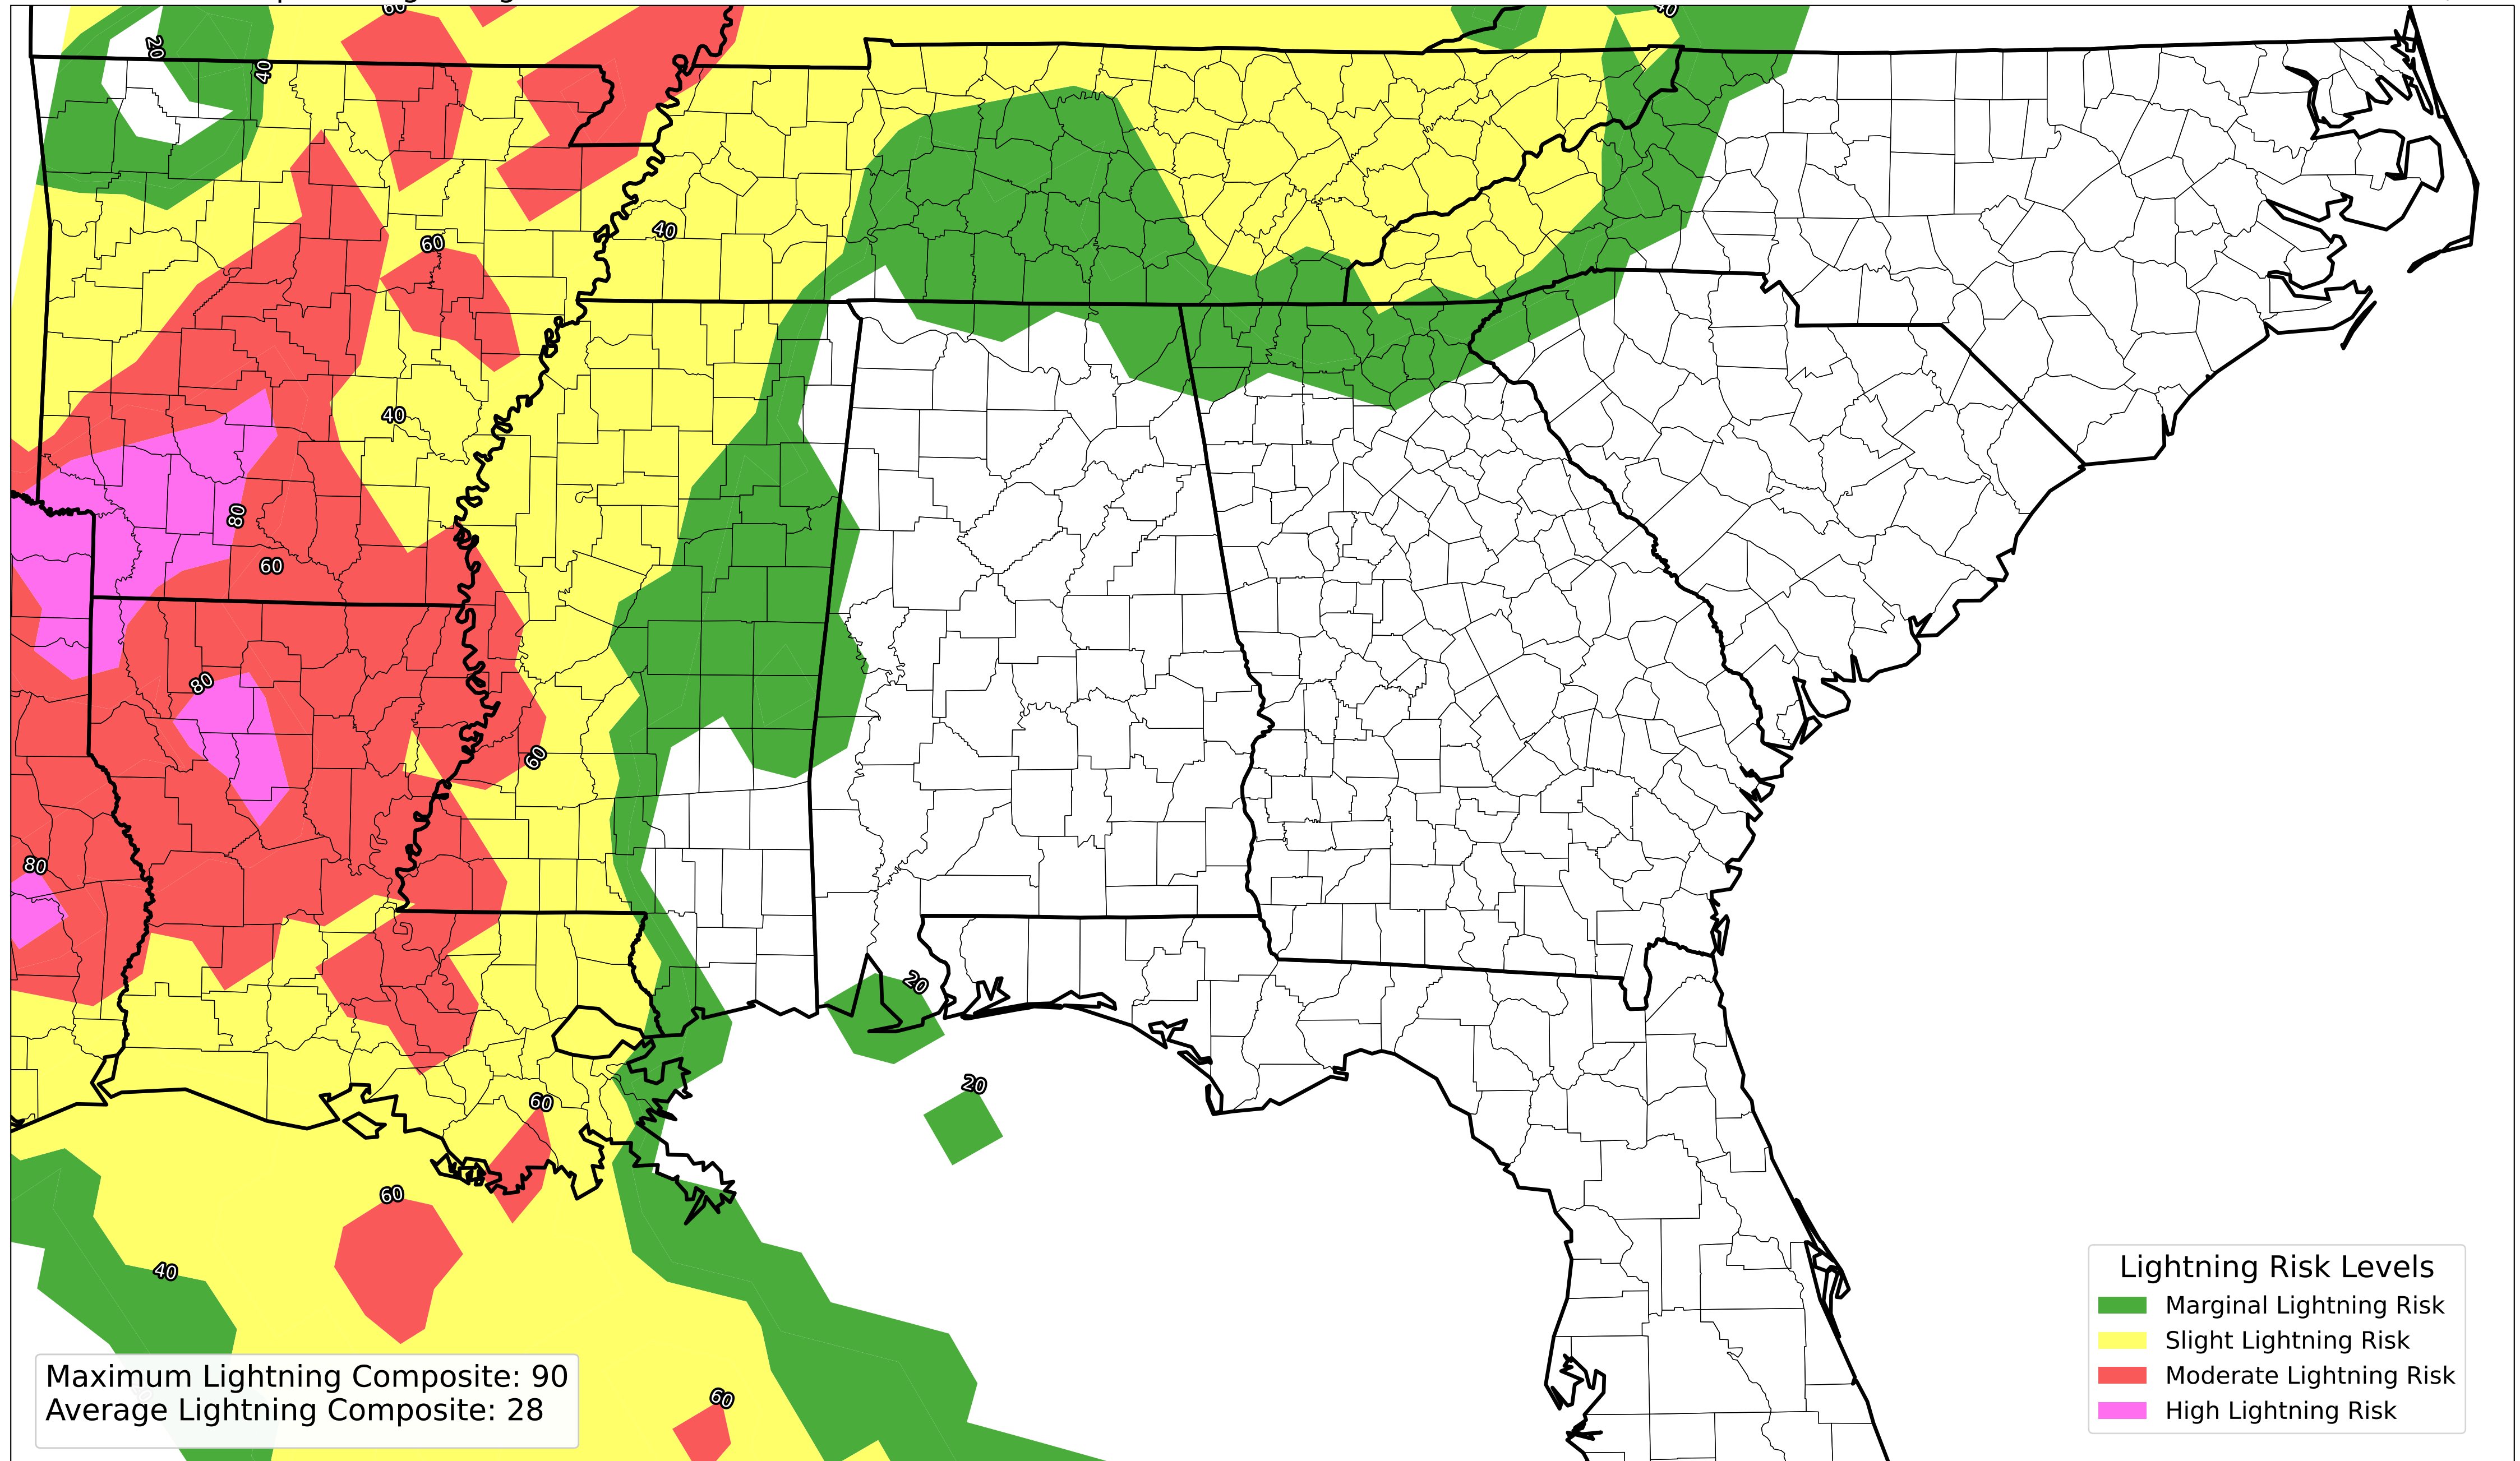 60
40
20
40
40
60
40
80
60
80
60
80
20
20
60
60
40
60
Lightning Risk Levels
Marginal Lightning Risk
Slight Lightning Risk
Moderate Lightning Risk
High Lightning Risk
Maximum Lightning Composite: 90
Average Lightning Composite: 28